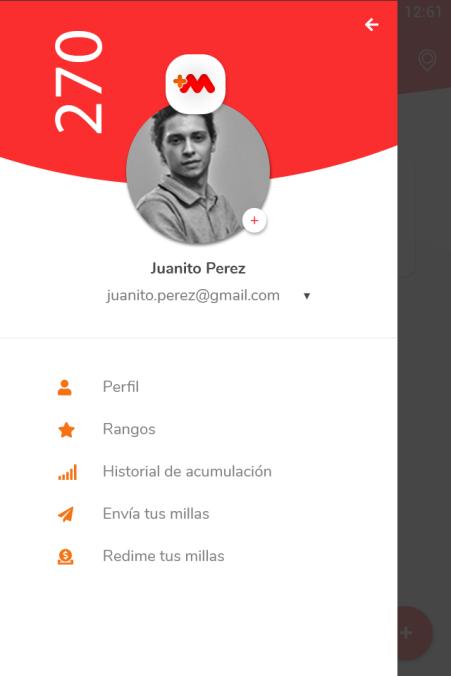 12:61
270
+M
+
Juanito Perez
juanito.perez@gmail.com ▼
Perfil
Rangos
Historial de acumulación
Envía tus millas
Redime tus millas
+